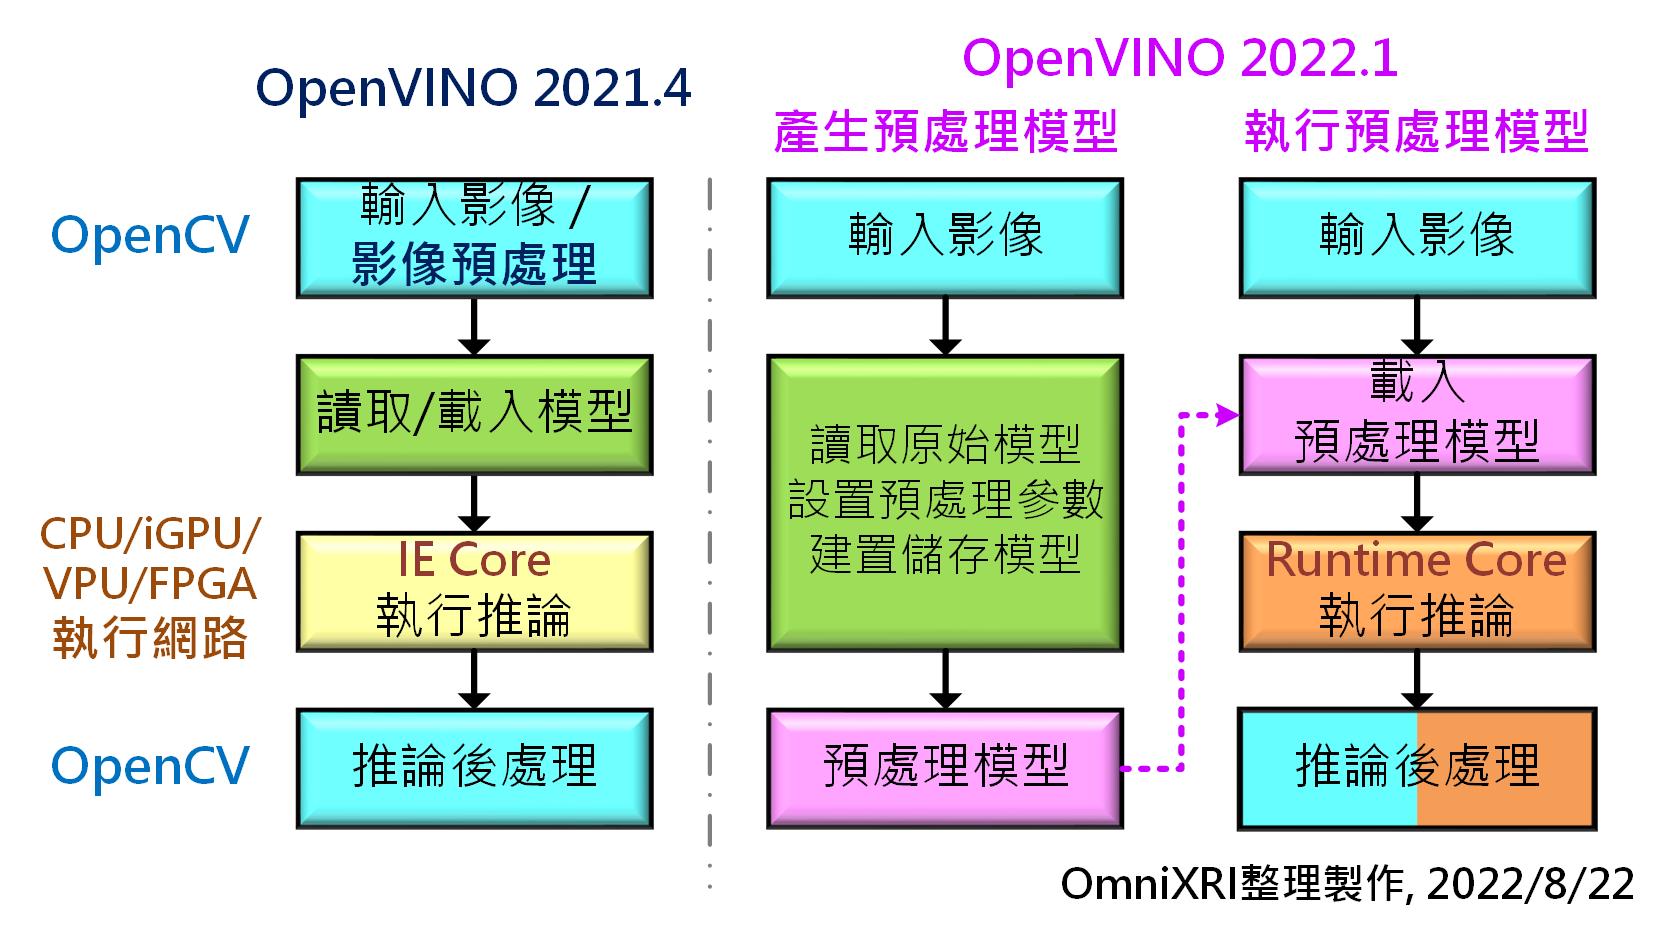 OpenVINO 2021.4
OpenVINO 2022.1
產生預處理模型
執行預處理模型
OpenCV
輸入影像 /
影像預處理
讀取/載入模型
CPU/iGPU/
VPU/FPGA
執行網路
IE Core
執行推論
OpenCV
推論後處理
輸入影像
讀取原始模型
設置預處理參數
建置儲存模型
預處理模型
輸入影像
載入
預處理模型
Runtime Core
執行推論
推論後處理
OmniXRI整理製作, 2022/8/22